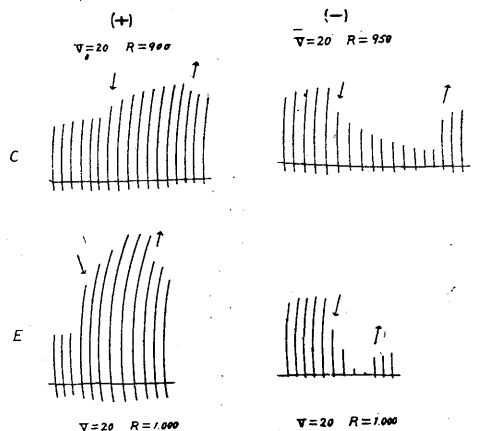 (+) (−)
V=20 R=900 V=20 R=950
C
E
V=20 R=1.000 V=20 R=1.000